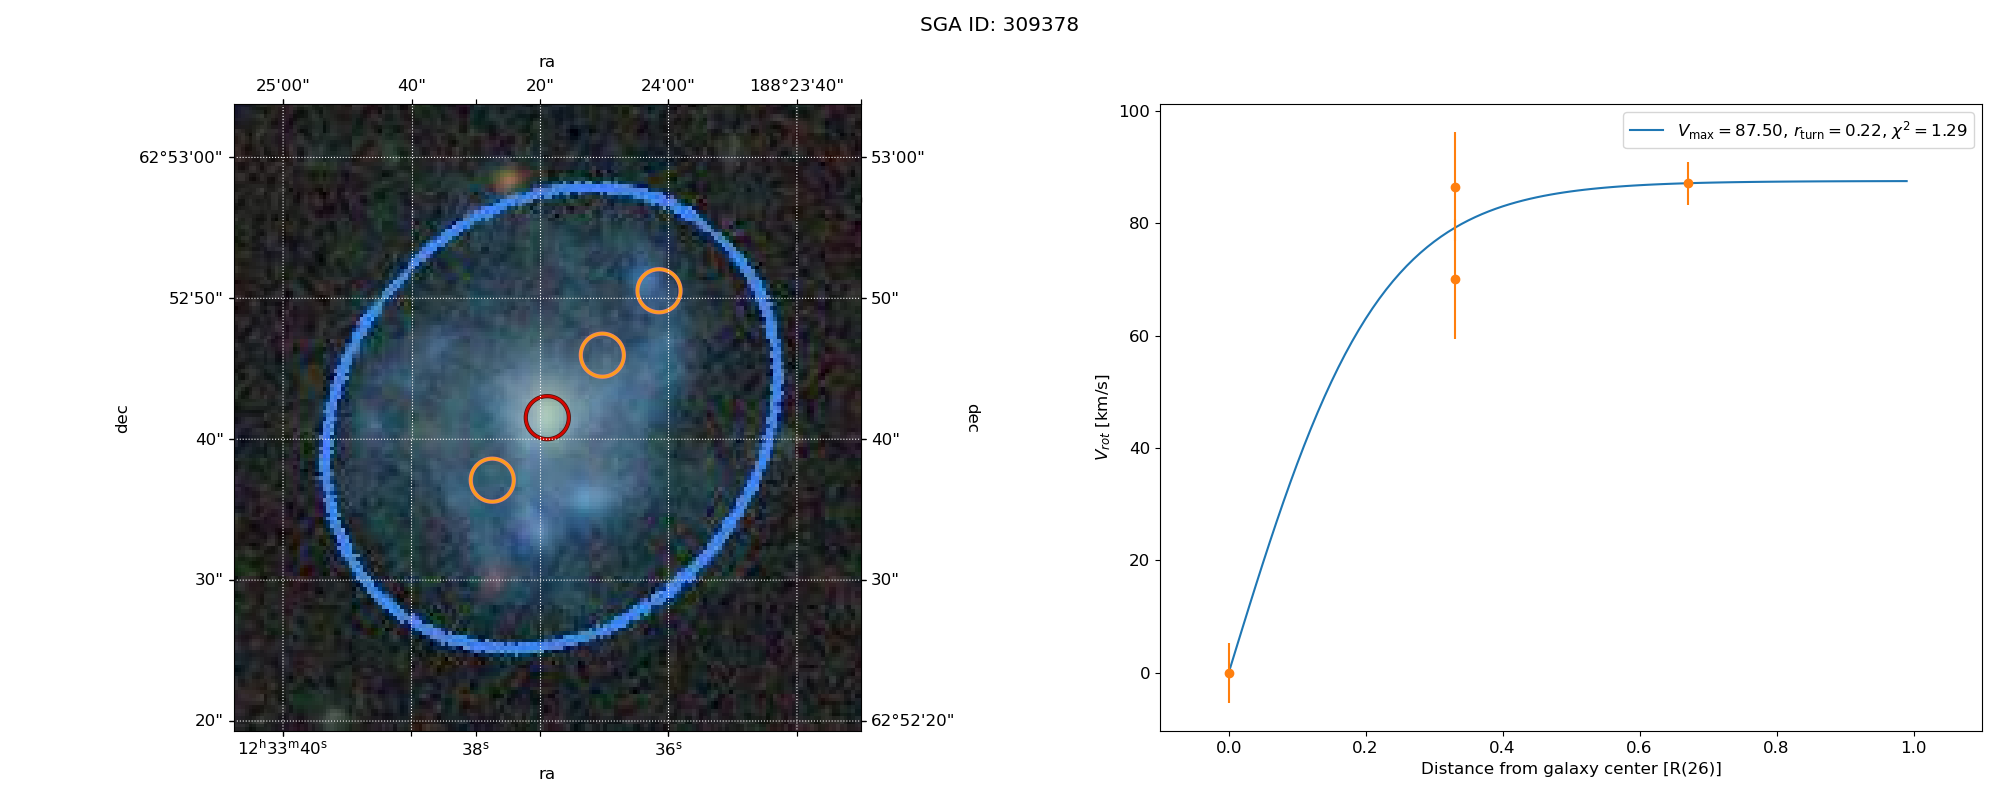 SGA ID: 309378
ra
25'00" 40" 20" 24'00" 188°23'40"
62°53'00" 53'00"
52'50" 50"
40" 40"
30" 30"
20" 62°52'20"
dec
dec
12ʰ33ᵐ40ˢ 38ˢ 36ˢ
ra
V_max = 87.50, r_turn = 0.22, χ² = 1.29
100
80
60
40
20
0
V_rot [km/s]
0.0 0.2 0.4 0.6 0.8 1.0
Distance from galaxy center [R(26)]